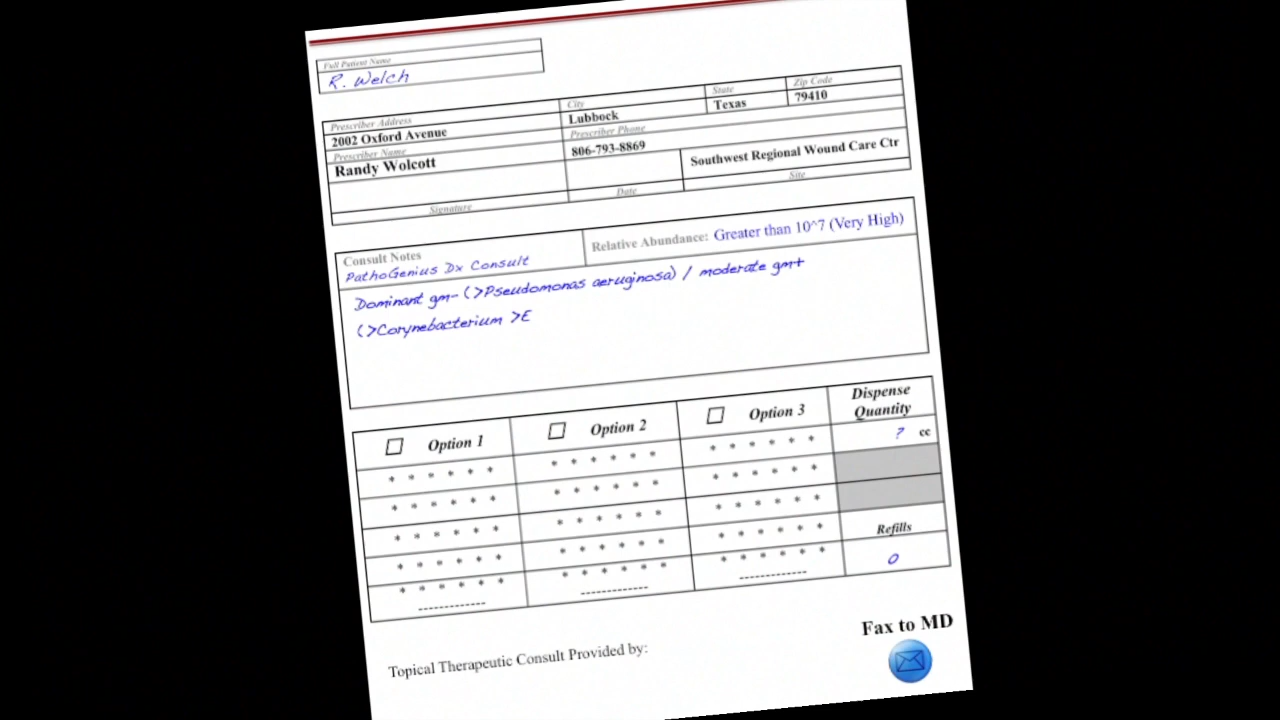 Full Patient Name
R. Welch
Prescriber Address City State Zip Code
2002 Oxford Avenue Lubbock Texas 79410
Prescriber Name Prescriber Phone
Randy Wolcott 806-793-8869 Southwest Regional Wound Care Ctr
Signature Date Site
Consult Notes Relative Abundance: Greater than 10^7 (Very High)
PathoGenius Dx Consult
Dominant gm- (>Pseudomonas aeruginosa) / moderate gm+
(>Corynebacterium >E
Option 1 Option 2 Option 3 Dispense Quantity
* * * * * * * * * * * * * * * * * * ? cc
* * * * * * * * * * * * * * * * * *
* * * * * * * * * * * * * * * * * *
* * * * * * * * * * * * * * * * * * Refills
* * * * * * * * * * * * * * * * * * 0
------------- ------------- -------------
Fax to MD
Topical Therapeutic Consult Provided by: